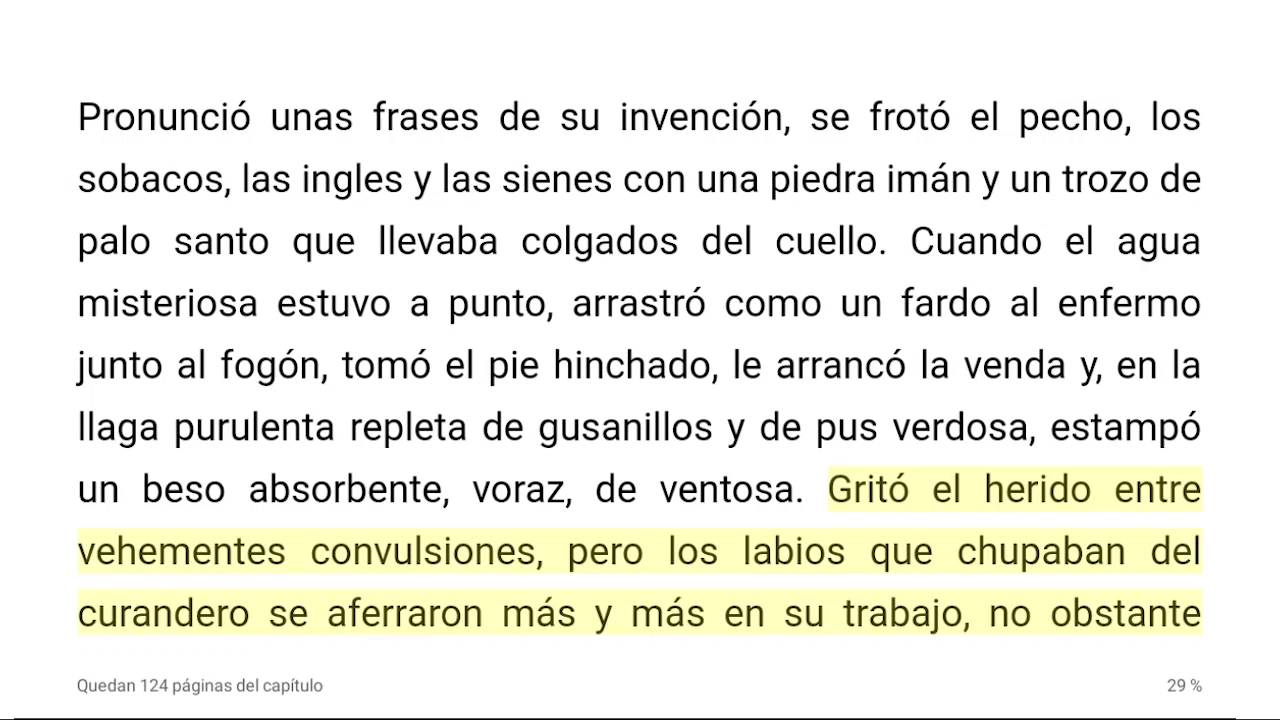 Pronunció unas frases de su invención, se frotó el pecho, los
sobacos, las ingles y las sienes con una piedra imán y un trozo de
palo santo que llevaba colgados del cuello. Cuando el agua
misteriosa estuvo a punto, arrastró como un fardo al enfermo
junto al fogón, tomó el pie hinchado, le arrancó la venda y, en la
llaga purulenta repleta de gusanillos y de pus verdosa, estampó
un beso absorbente, voraz, de ventosa. Gritó el herido entre
vehementes convulsiones, pero los labios que chupaban del
curandero se aferraron más y más en su trabajo, no obstante
Quedan 124 páginas del capítulo
29 %